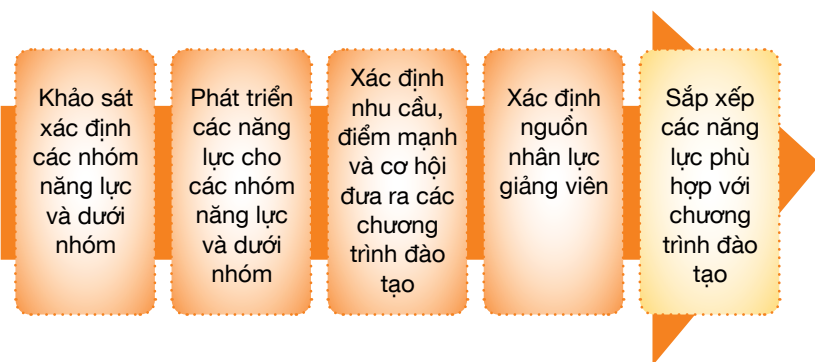 Khảo sát
xác định
các nhóm
năng lực
và dưới
nhóm
Phát triển
các năng
lực cho
các nhóm
năng lực
và dưới
nhóm
Xác định
nhu cầu,
điểm mạnh
và cơ hội
đưa ra các
chương
trình đào
tạo
Xác định
nguồn
nhân lực
giảng viên
Sắp xếp
các năng
lực phù
hợp với
chương
trình đào
tạo